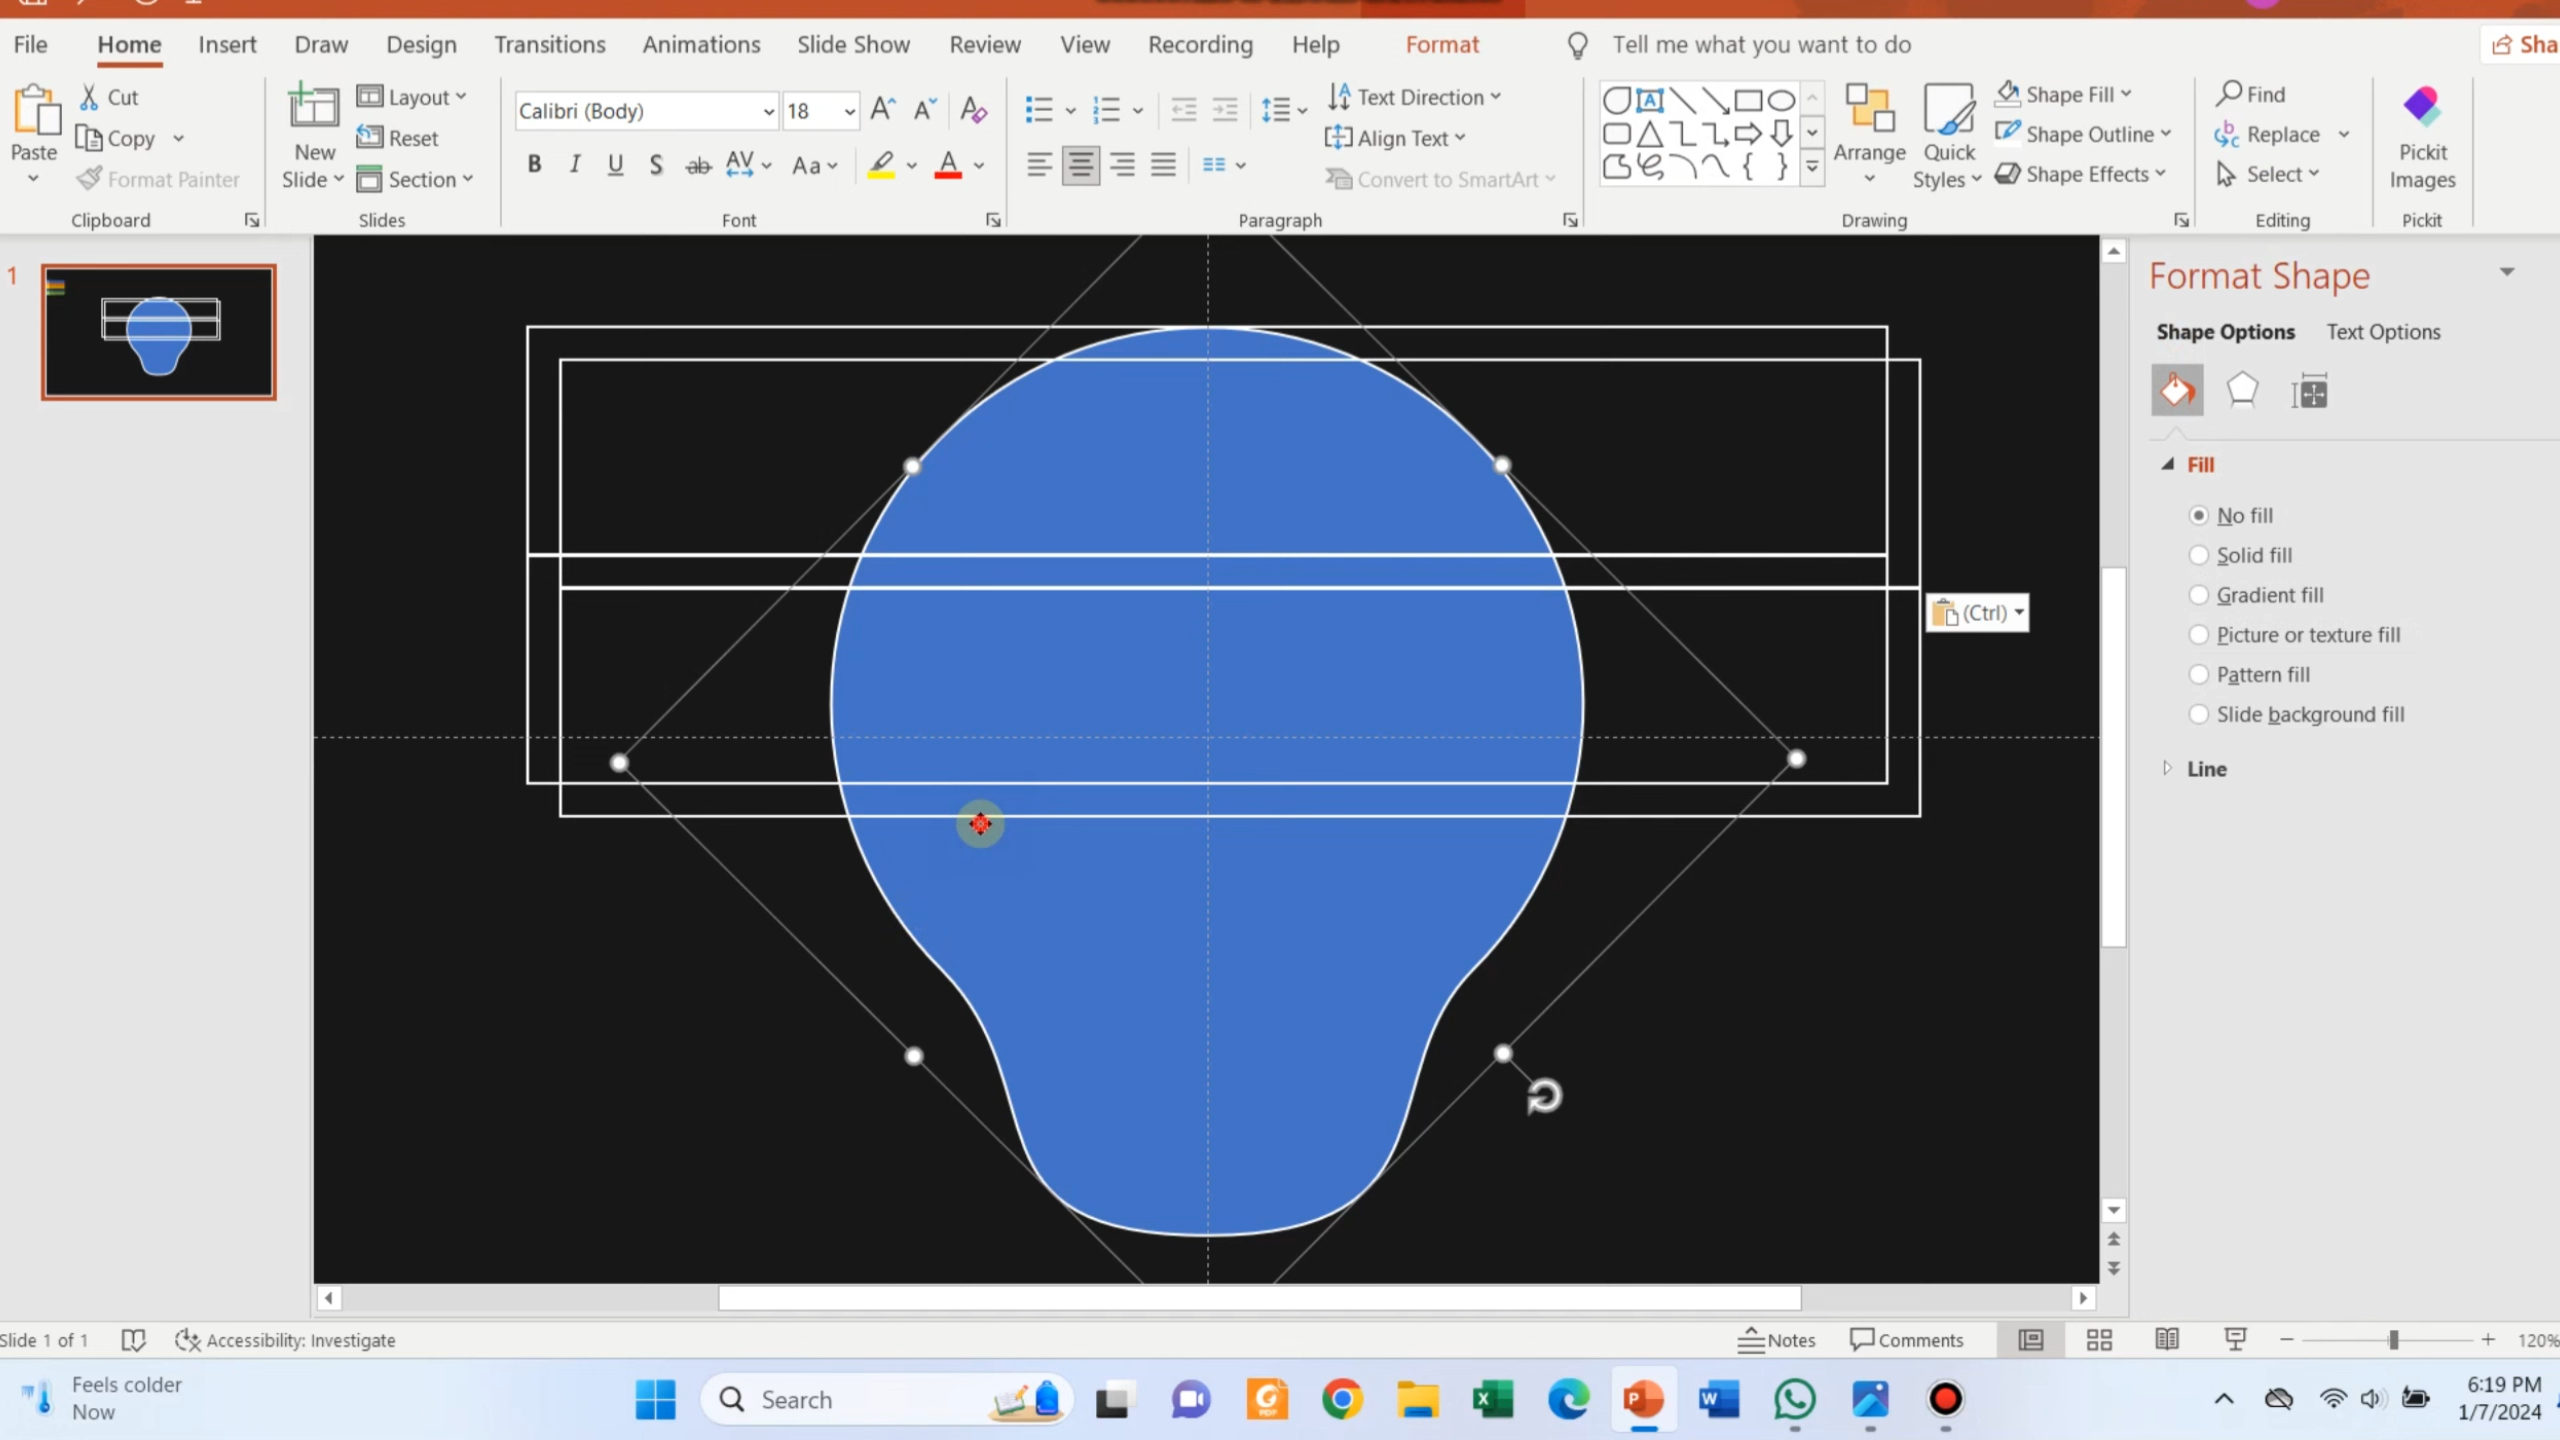 File Home Insert Draw Design Transitions Animations Slide Show Review View Recording Help Format Tell me what you want to do Sha
Paste Cut Copy Format Painter Clipboard
New Slide Layout Reset Section Slides
Calibri (Body) 18 Font
B I U S ab AV Aa A
Text Direction Align Text Convert to SmartArt Paragraph
Arrange Quick Styles Shape Fill Shape Outline Shape Effects Drawing
Find Replace Select Editing
Pickit Images Pickit
1
(Ctrl)
Format Shape
Shape Options Text Options
Fill
No fill
Solid fill
Gradient fill
Picture or texture fill
Pattern fill
Slide background fill
Line
Slide 1 of 1 Accessibility: Investigate Notes Comments 120%
Feels colder
Now
Search
6:19 PM
1/7/2024